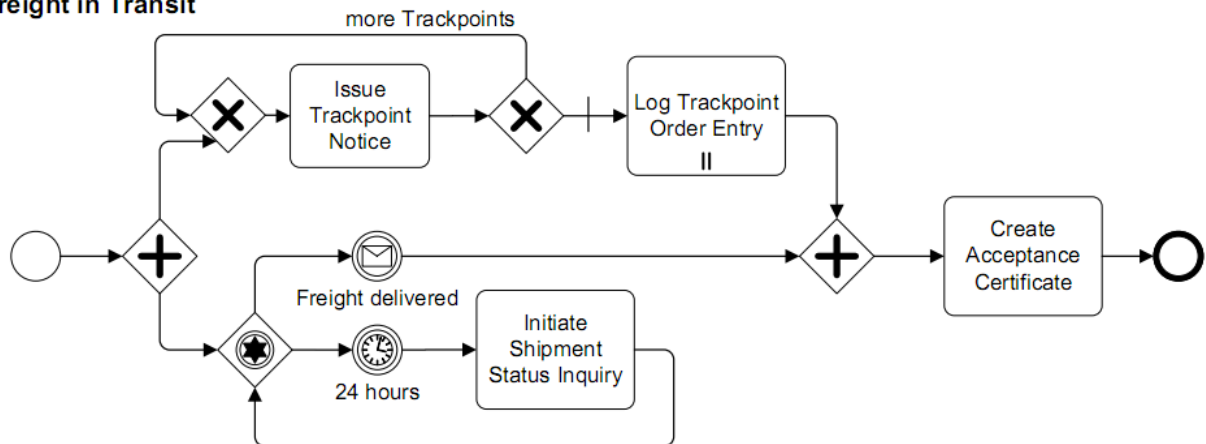 reight in Transit
more Trackpoints
Issue
Trackpoint
Notice
Log Trackpoint
Order Entry
Create
Acceptance
Certificate
Freight delivered
Initiate
Shipment
Status Inquiry
24 hours